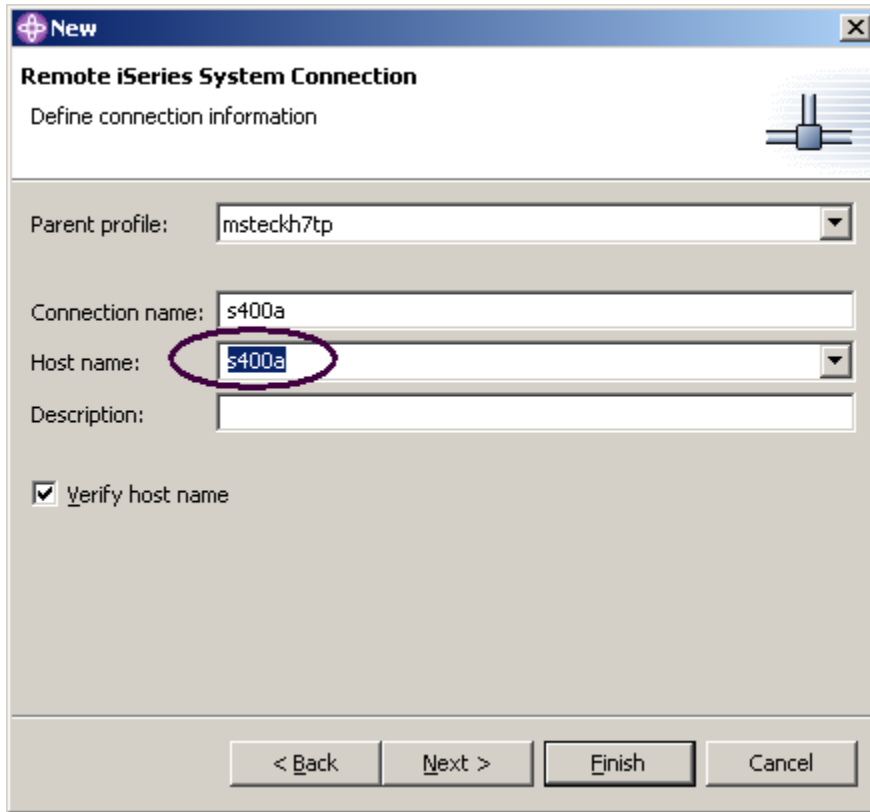 New
Remote iSeries System Connection
Define connection information
Parent profile: msteckh7tp
Connection name: s400a
Host name: s400a
Description:
Verify host name
< Back Next > Finish Cancel